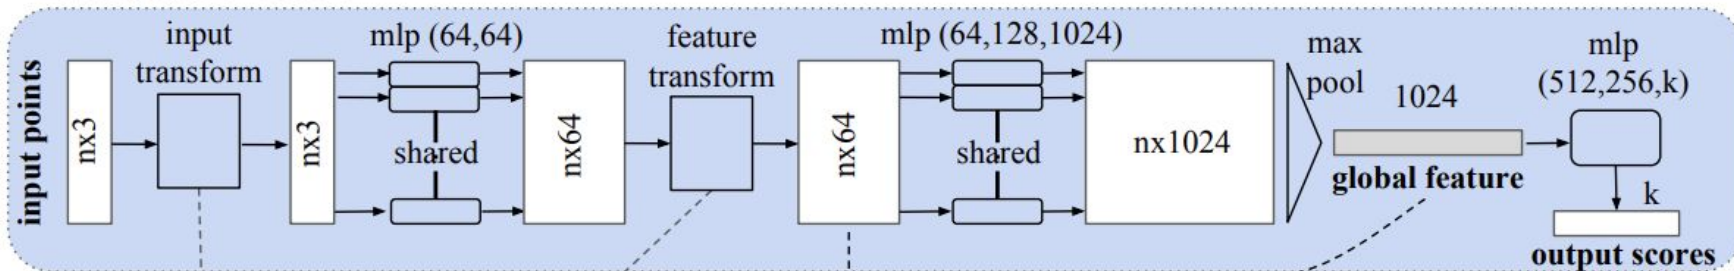 input points
nx3
input
transform
nx3
mlp (64,64)
shared
nx64
feature
transform
nx64
mlp (64,128,1024)
shared
nx1024
max
pool
1024
global feature
mlp
(512,256,k)
k
output scores